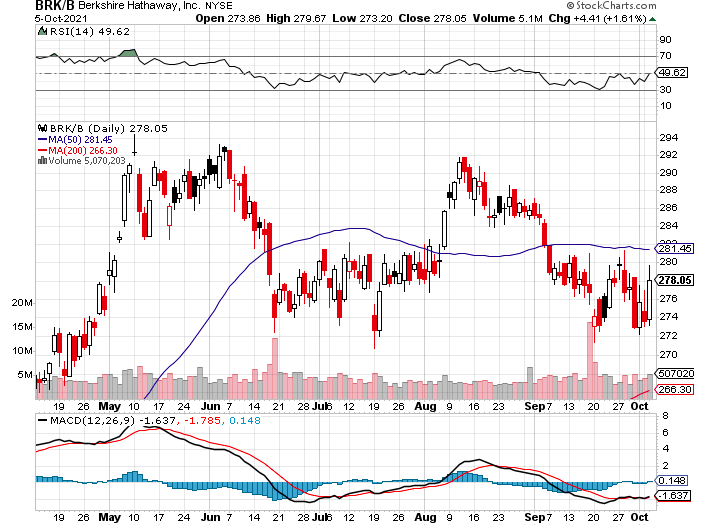 BRK/B Berkshire Hathaway, Inc. NYSE
© StockCharts.com
5-Oct-2021
Open 273.86 High 279.67 Low 273.20 Close 278.05 Volume 5.1M Chg +4.41 (+1.61%)
RSI(14) 49.62
90
70
49.62
30
10
BRK/B (Daily) 278.05
MA(50) 281.45
MA(200) 266.30
Volume 5,070,203
294
292
290
288
286
284
282
281.45
280
278.05
276
274
272
270
507020
266.30
20M
15M
10M
5M
19 26 May 10 17 24 Jun 7 14 21 28 Jul 6 12 19 26 Aug 9 16 23 Sep 7 13 20 27 Oct
MACD(12,26,9) -1.637, -1.785, 0.148
8
6
4
2
0.148
-1.637
19 26 May 10 17 24 Jun 7 14 21 28 Jul 6 12 19 26 Aug 9 16 23 Sep 7 13 20 27 Oct